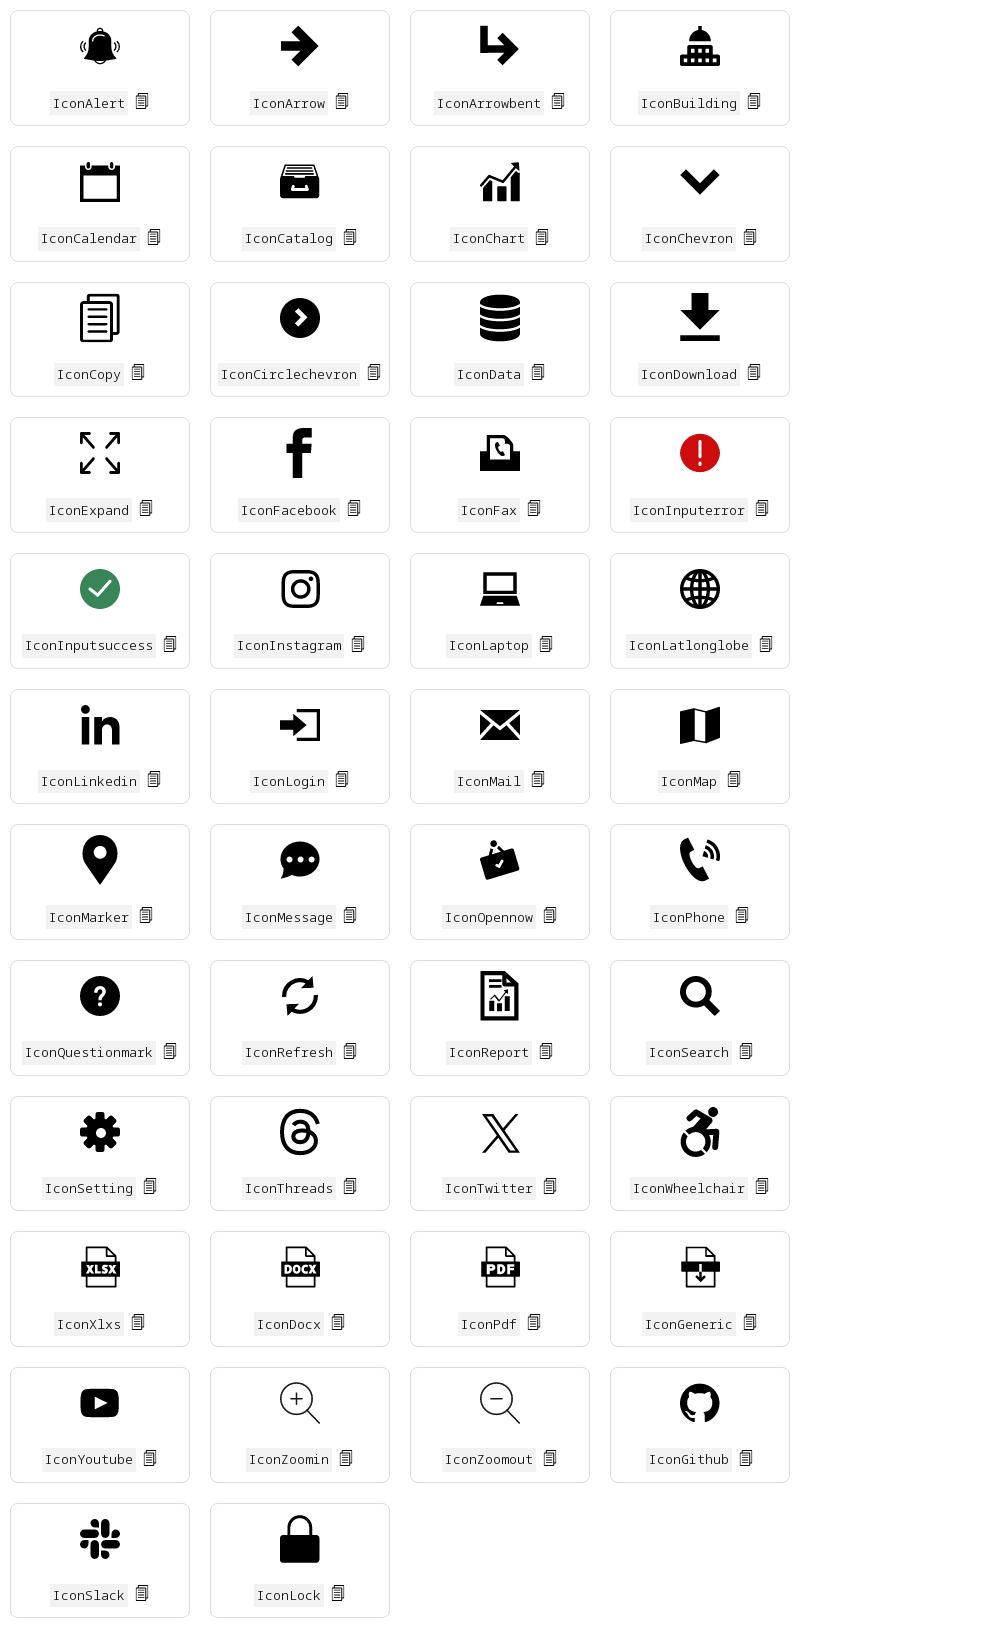 IconAlert
IconArrow
IconArrowbent
IconBuilding
IconCalendar
IconCatalog
IconChart
IconChevron
IconCopy
IconCirclechevron
IconData
IconDownload
IconExpand
IconFacebook
IconFax
IconInputerror
IconInputsuccess
IconInstagram
IconLaptop
IconLatlonglobe
IconLinkedin
IconLogin
IconMail
IconMap
IconMarker
IconMessage
IconOpennow
IconPhone
IconQuestionmark
IconRefresh
IconReport
IconSearch
IconSetting
IconThreads
IconTwitter
IconWheelchair
XLSX
DOCX
PDF
IconXlxs
IconDocx
IconPdf
IconGeneric
IconYoutube
IconZoomin
IconZoomout
IconGithub
IconSlack
IconLock